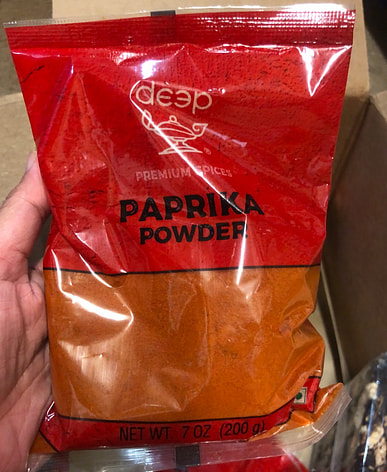 deep
®
PREMIUM SPICES
PAPRIKA
POWDER
NET WT. 7 OZ (200 g)